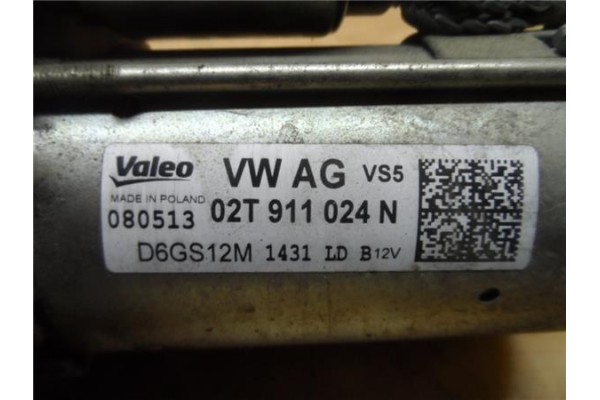 Valeo VW AG VS5
MADE IN POLAND
080513 02T 911 024 N
D6GS12M 1431 LD B12V